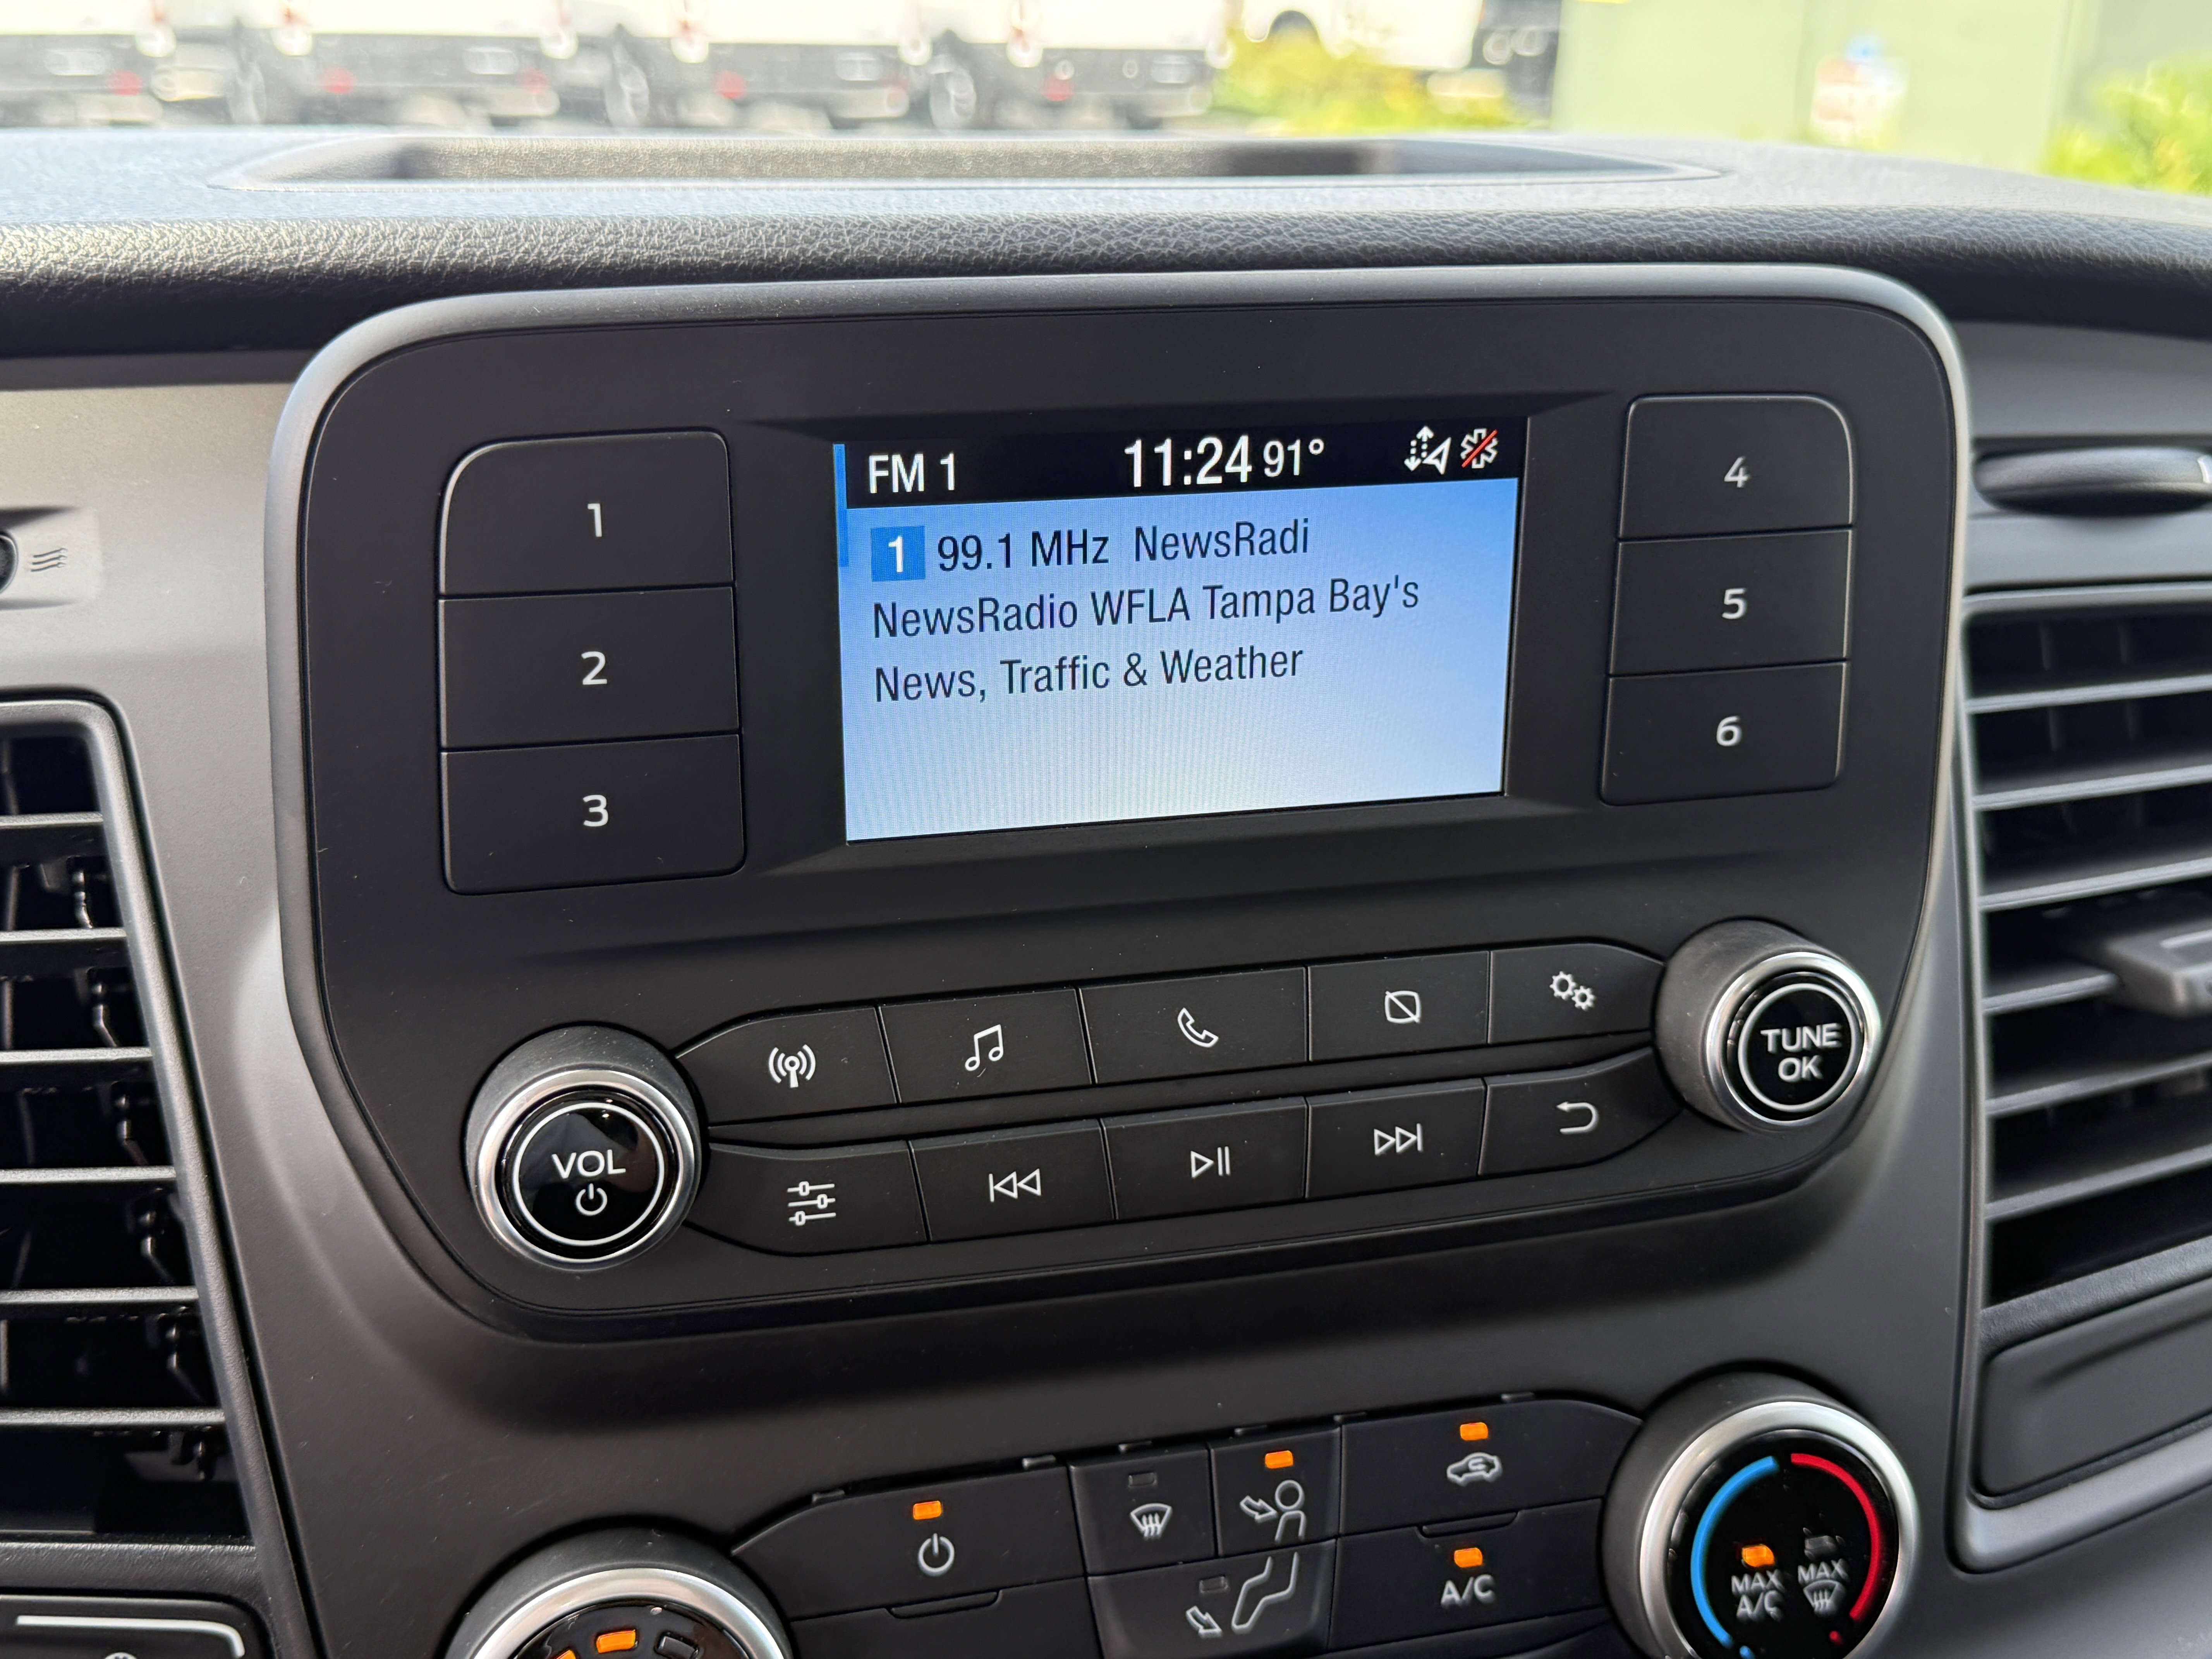 FM 1 11:24 91°
1 99.1 MHz NewsRadi
NewsRadio WFLA Tampa Bay's
News, Traffic & Weather
1
2
3
4
5
6
VOL
TUNE
OK
A/C
MAX
A/C
MAX